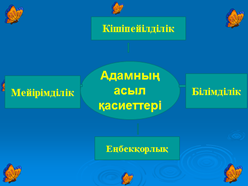 Кішіпейілділік
Мейірімділік
Адамның
асыл
қасиеттері
Білімділік
Еңбекқорлық